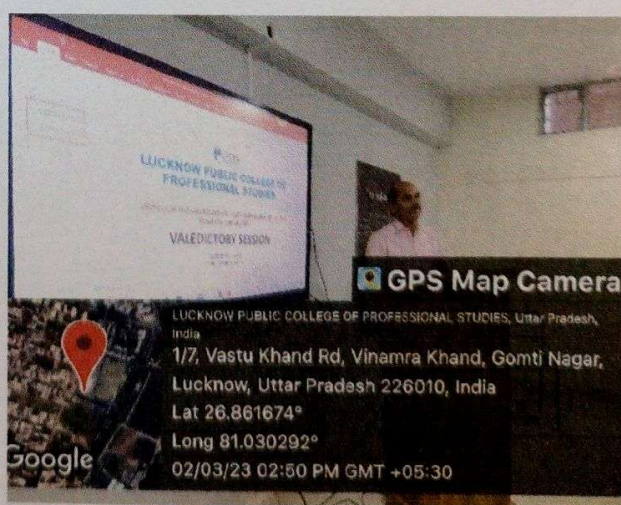 LUCKNOW PUBLIC COLLEGE OF
PROFESSIONAL STUDIES
VALEDICTORY SESSION
GPS Map Camera
LUCKNOW PUBLIC COLLEGE OF PROFESSIONAL STUDIES, Uttar Pradesh,
India
1/7, Vastu Khand Rd, Vinamra Khand, Gomti Nagar,
Lucknow, Uttar Pradesh 226010, India
Lat 26.861674°
Long 81.030292°
02/03/23 02:50 PM GMT +05:30
Google